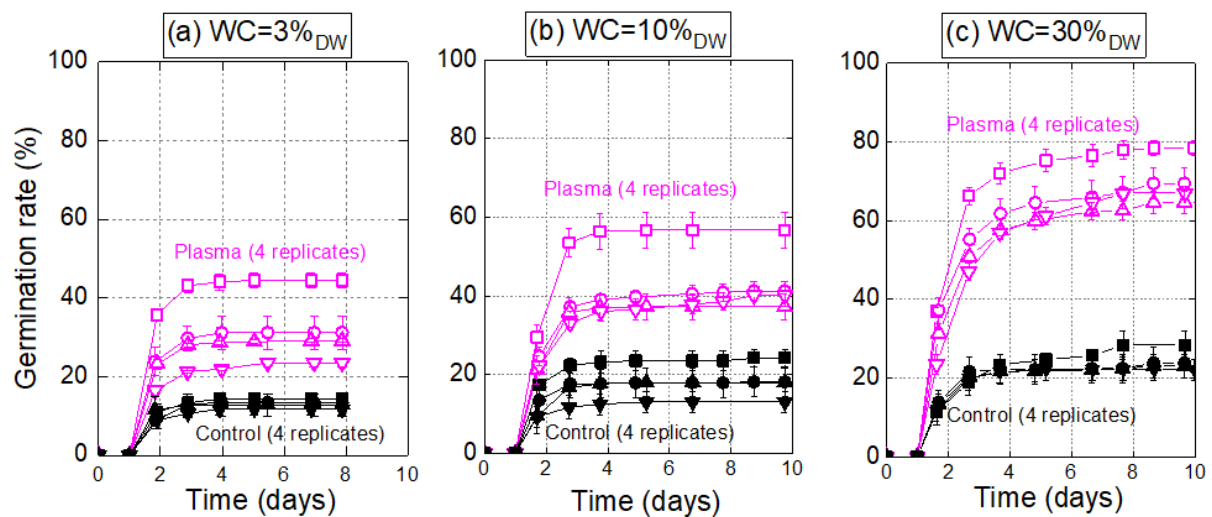 (a) WC=3%DW
(b) WC=10%DW
(c) WC=30%DW
Germination rate (%)
100
80
60
40
20
0
Plasma (4 replicates)
Control (4 replicates)
0 2 4 6 8 10
Time (days)
100
80
60
40
20
0
Plasma (4 replicates)
Control (4 replicates)
0 2 4 6 8 10
Time (days)
100
80
60
40
20
0
Plasma (4 replicates)
Control (4 replicates)
0 2 4 6 8 10
Time (days)